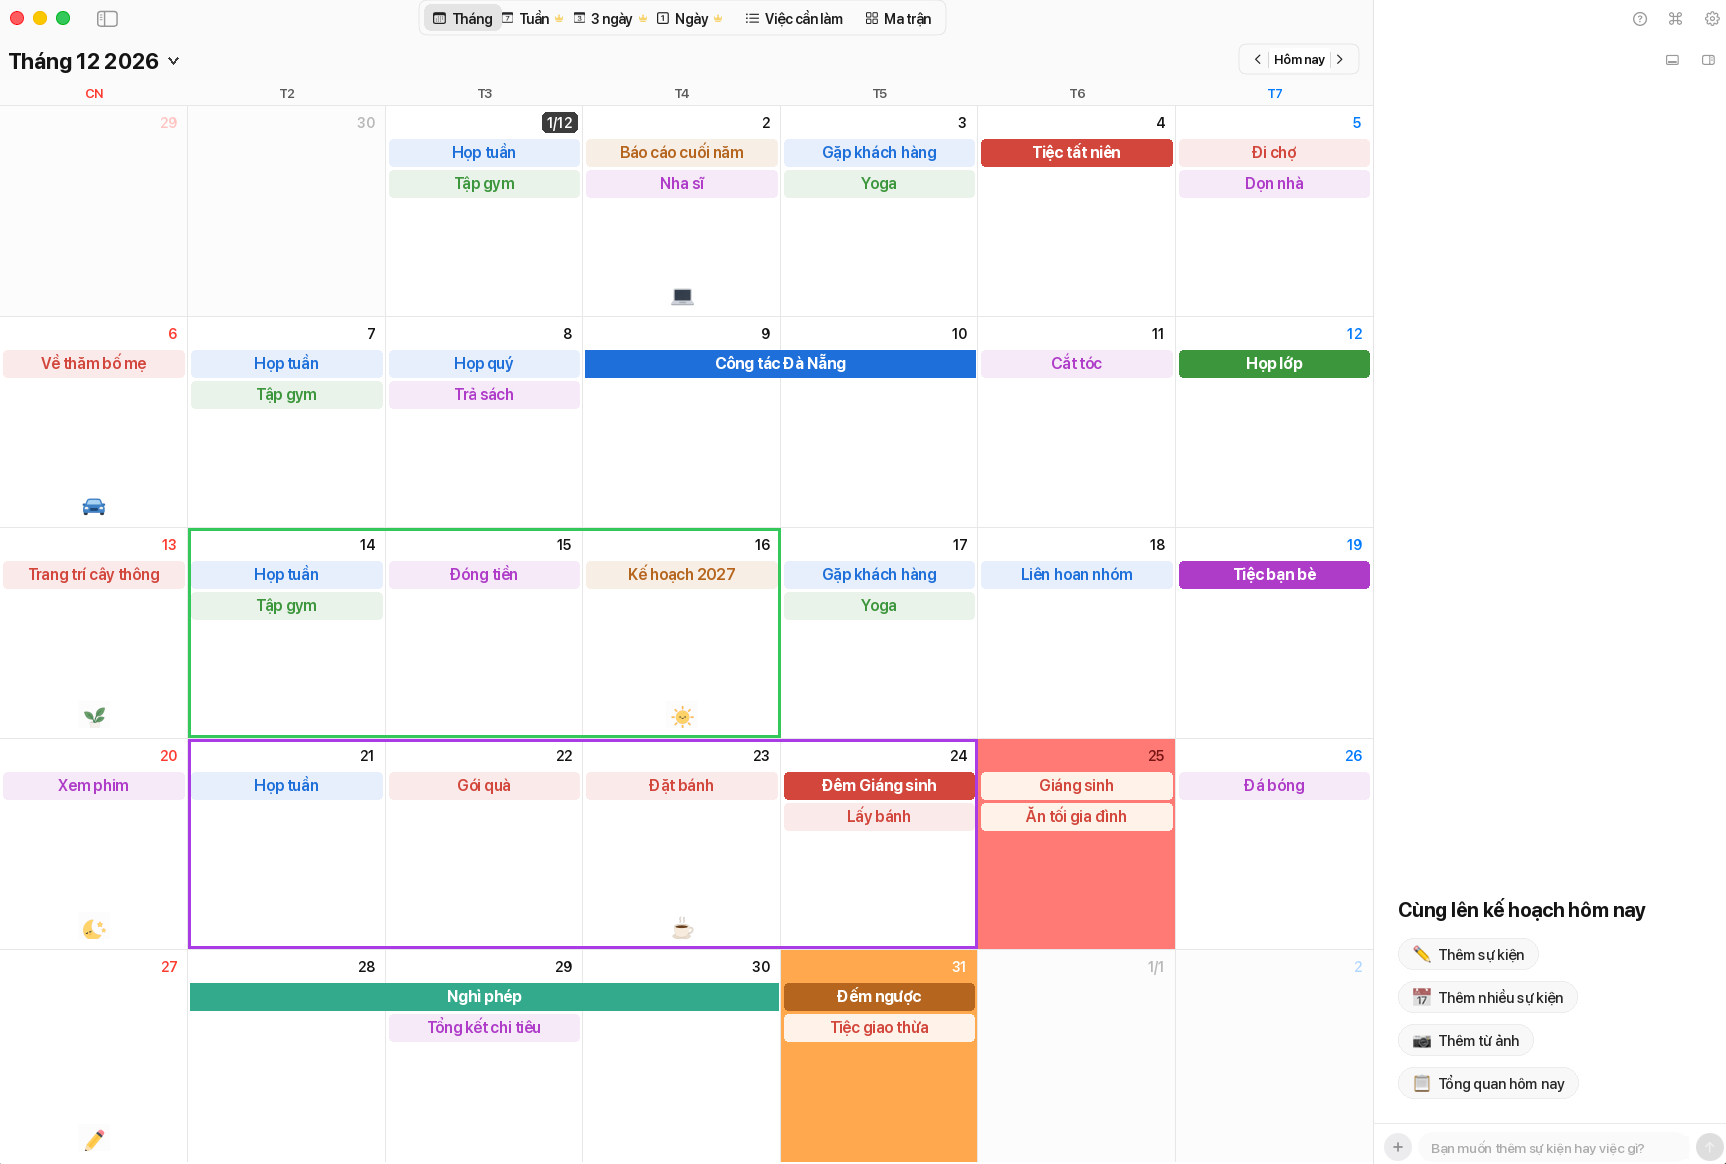 Tháng
7 Tuần
3 3 ngày
1 Ngày
Việc cần làm
Ma trận
?
Tháng 12 2026
Hôm nay
CN T2 T3 T4 T5 T6 T7
29 30 1/12 2 3 4 5
Họp tuần Báo cáo cuối năm Gặp khách hàng Tiệc tất niên Đi chợ
Tập gym Nha sĩ Yoga Dọn nhà
6 7 8 9 10 11 12
Về thăm bố mẹ Họp tuần Họp quý Công tác Đà Nẵng Cắt tóc Họp lớp
Tập gym Trả sách
13 14 15 16 17 18 19
Trang trí cây thông Họp tuần Đóng tiền Kế hoạch 2027 Gặp khách hàng Liên hoan nhóm Tiệc bạn bè
Tập gym Yoga
20 21 22 23 24 25 26
Xem phim Họp tuần Gói quà Đặt bánh Đêm Giáng sinh Giáng sinh Đá bóng
Lấy bánh Ăn tối gia đình
27 28 29 30 31 1/1 2
Nghỉ phép Đếm ngược
Tổng kết chi tiêu Tiệc giao thừa
Cùng lên kế hoạch hôm nay
Thêm sự kiện
Thêm nhiều sự kiện
Thêm từ ảnh
Tổng quan hôm nay
Bạn muốn thêm sự kiện hay việc gì?